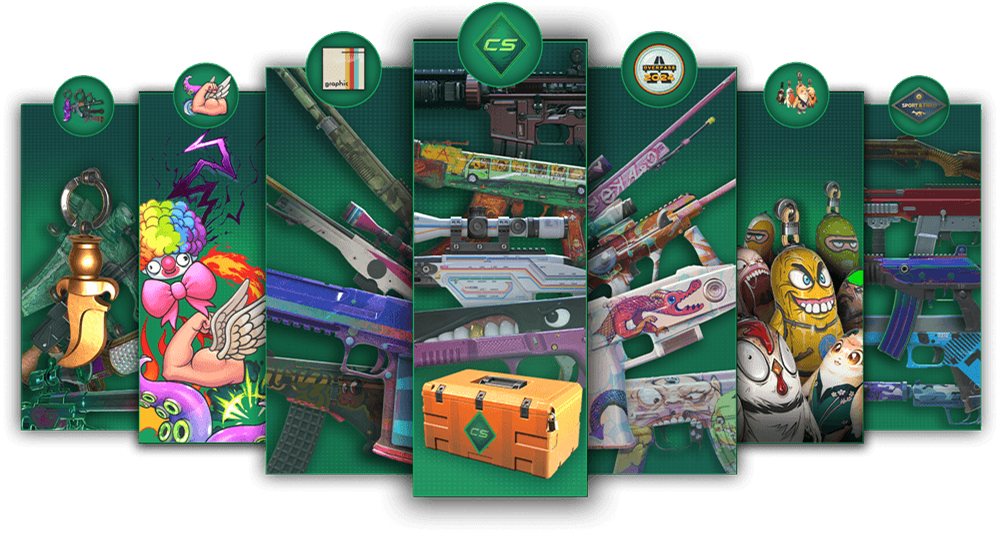 CS
graphic
OVERPASS
2024
SPORT & FIELD
CS